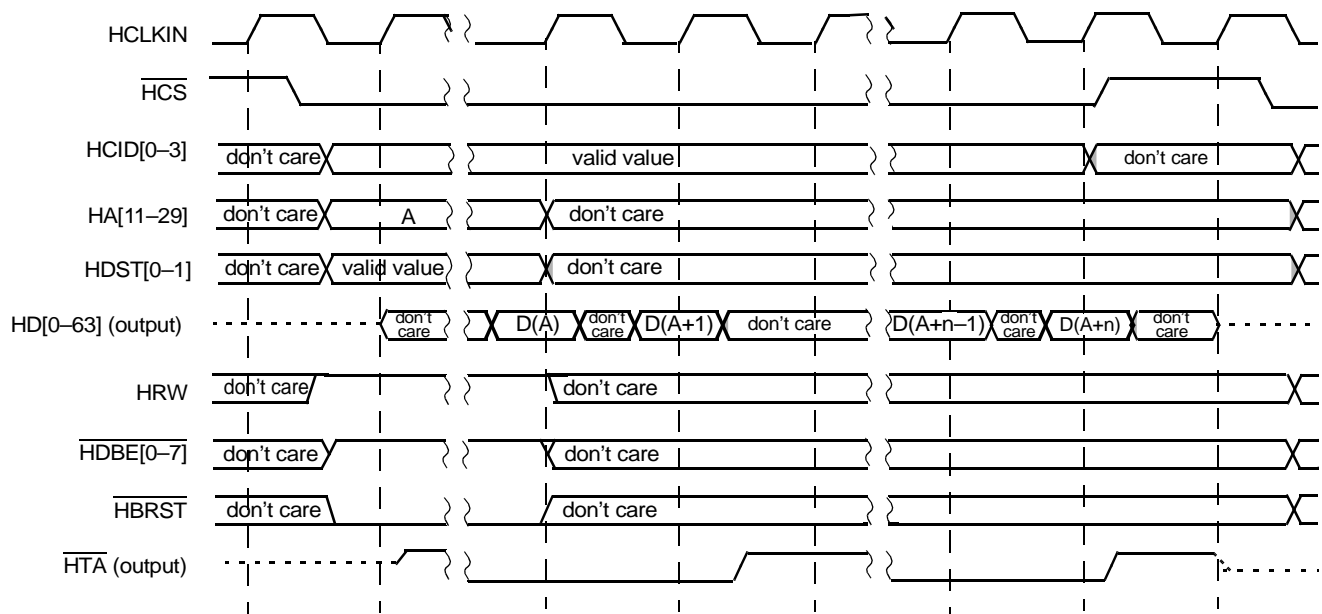 HCLKIN
HCS
HCID[0–3] don't care valid value don't care
HA[11–29] don't care A don't care
HDST[0–1] don't care valid value don't care
HD[0–63] (output) don't care D(A) don't care D(A+1) don't care D(A+n–1) don't care D(A+n) don't care
HRW don't care don't care
HDBE[0–7] don't care don't care
HBRST don't care don't care
HTA (output)